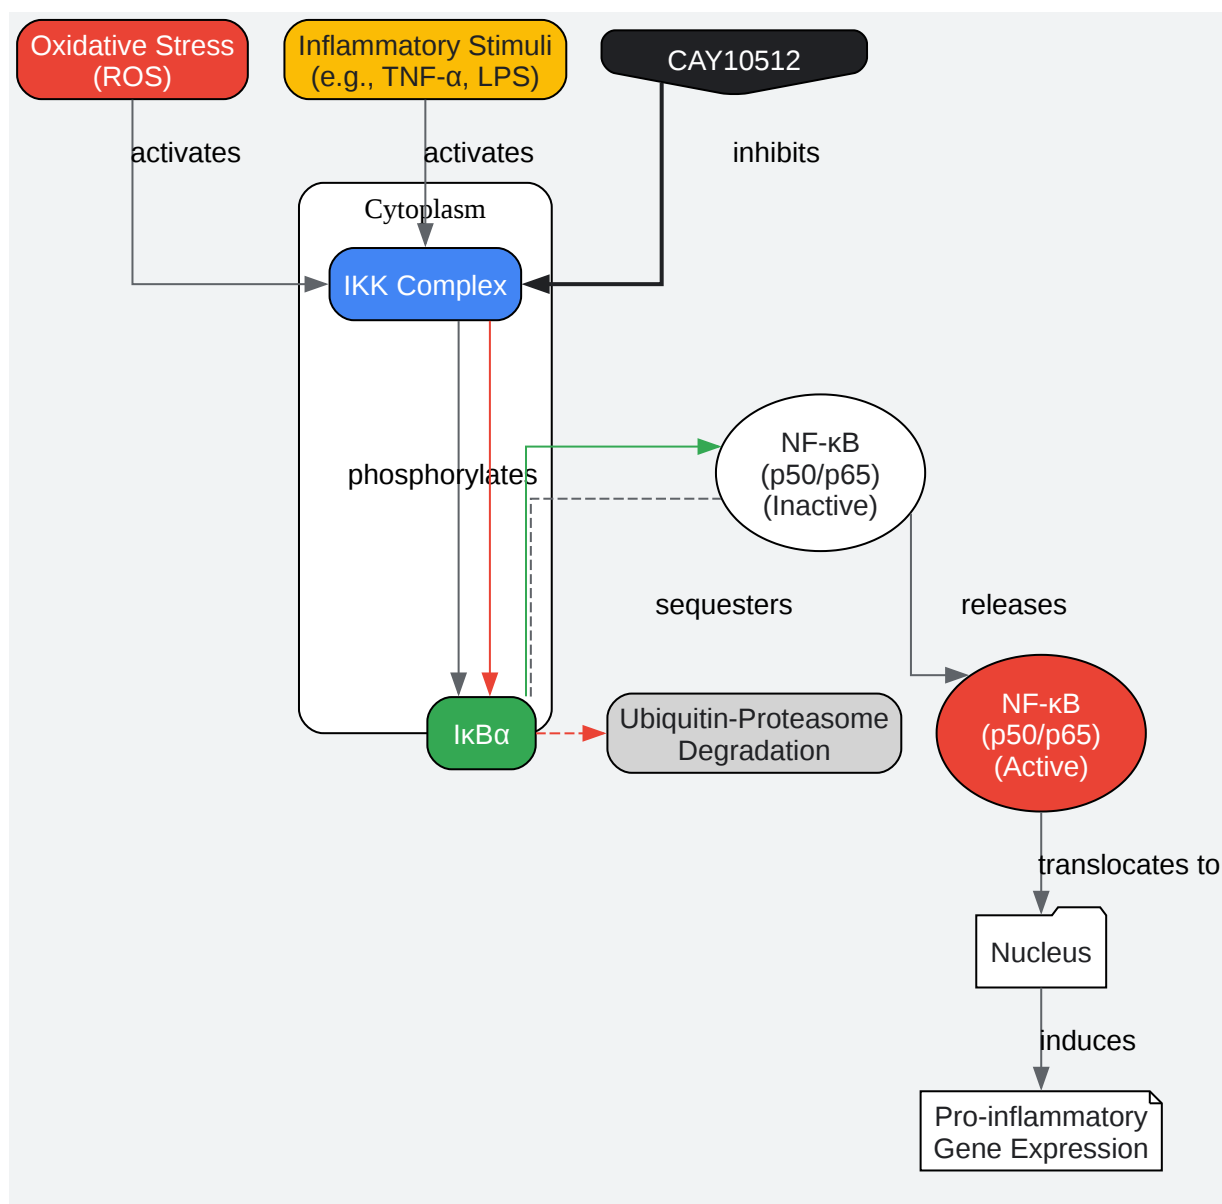 Oxidative Stress
(ROS)
Inflammatory Stimuli
(e.g., TNF-α, LPS)
CAY10512
activates
activates
inhibits
Cytoplasm
IKK Complex
phosphorylates
NF-κB
(p50/p65)
(Inactive)
sequesters
releases
IκBα
Ubiquitin-Proteasome
Degradation
NF-κB
(p50/p65)
(Active)
translocates to
Nucleus
induces
Pro-inflammatory
Gene Expression